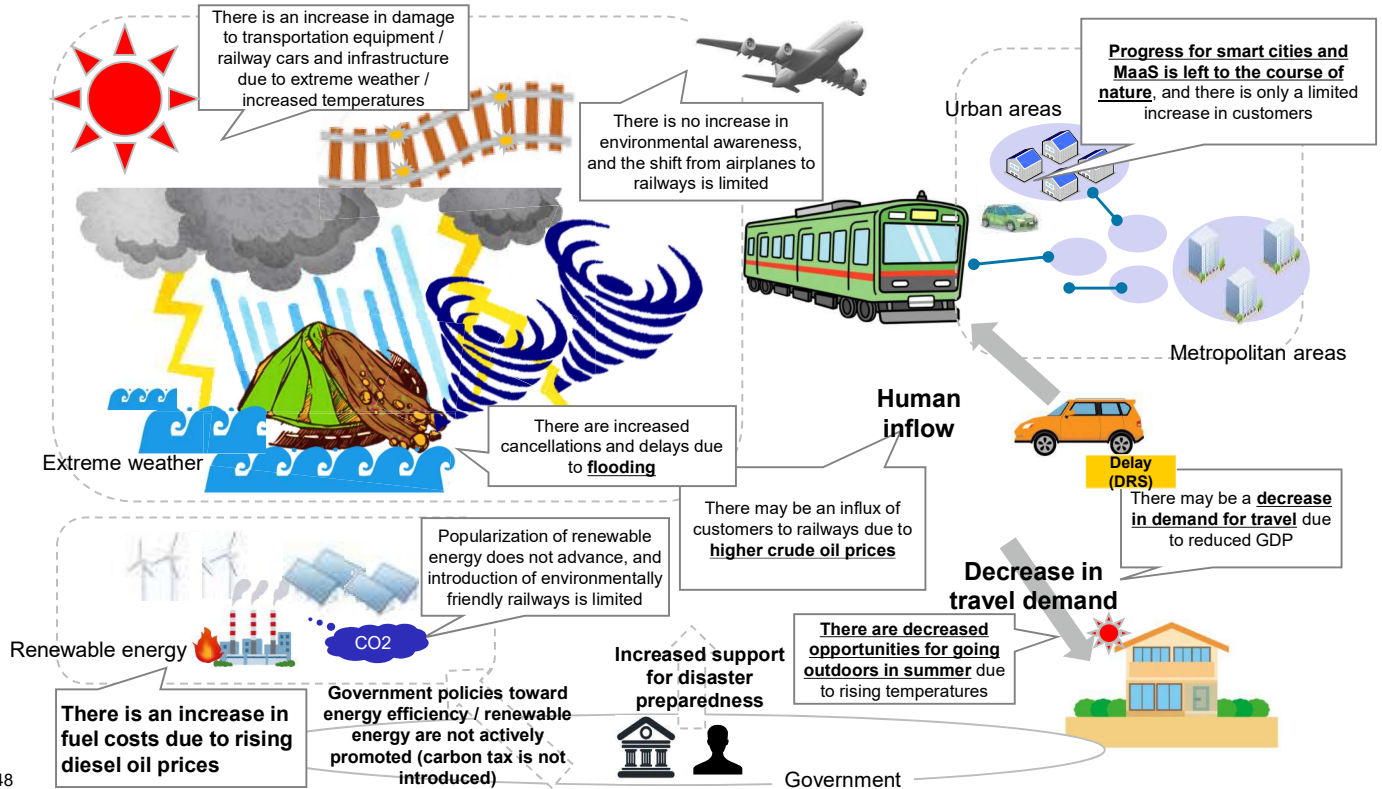 There is an increase in damage
to transportation equipment /
railway cars and infrastructure
due to extreme weather /
increased temperatures
There is no increase in
environmental awareness,
and the shift from airplanes to
railways is limited
Progress for smart cities and
MaaS is left to the course of
nature, and there is only a limited
increase in customers
Urban areas
Metropolitan areas
Extreme weather
There are increased
cancellations and delays due
to flooding
Human
inflow
There may be an influx of
customers to railways due to
higher crude oil prices
Delay
(DRS)
There may be a decrease
in demand for travel due
to reduced GDP
Decrease in
travel demand
There are decreased
opportunities for going
outdoors in summer due
to rising temperatures
Popularization of renewable
energy does not advance, and
introduction of environmentally
friendly railways is limited
CO2
Renewable energy
There is an increase in
fuel costs due to rising
diesel oil prices
Government policies toward
energy efficiency / renewable
energy are not actively
promoted (carbon tax is not
introduced)
Increased support
for disaster
preparedness
Government
48